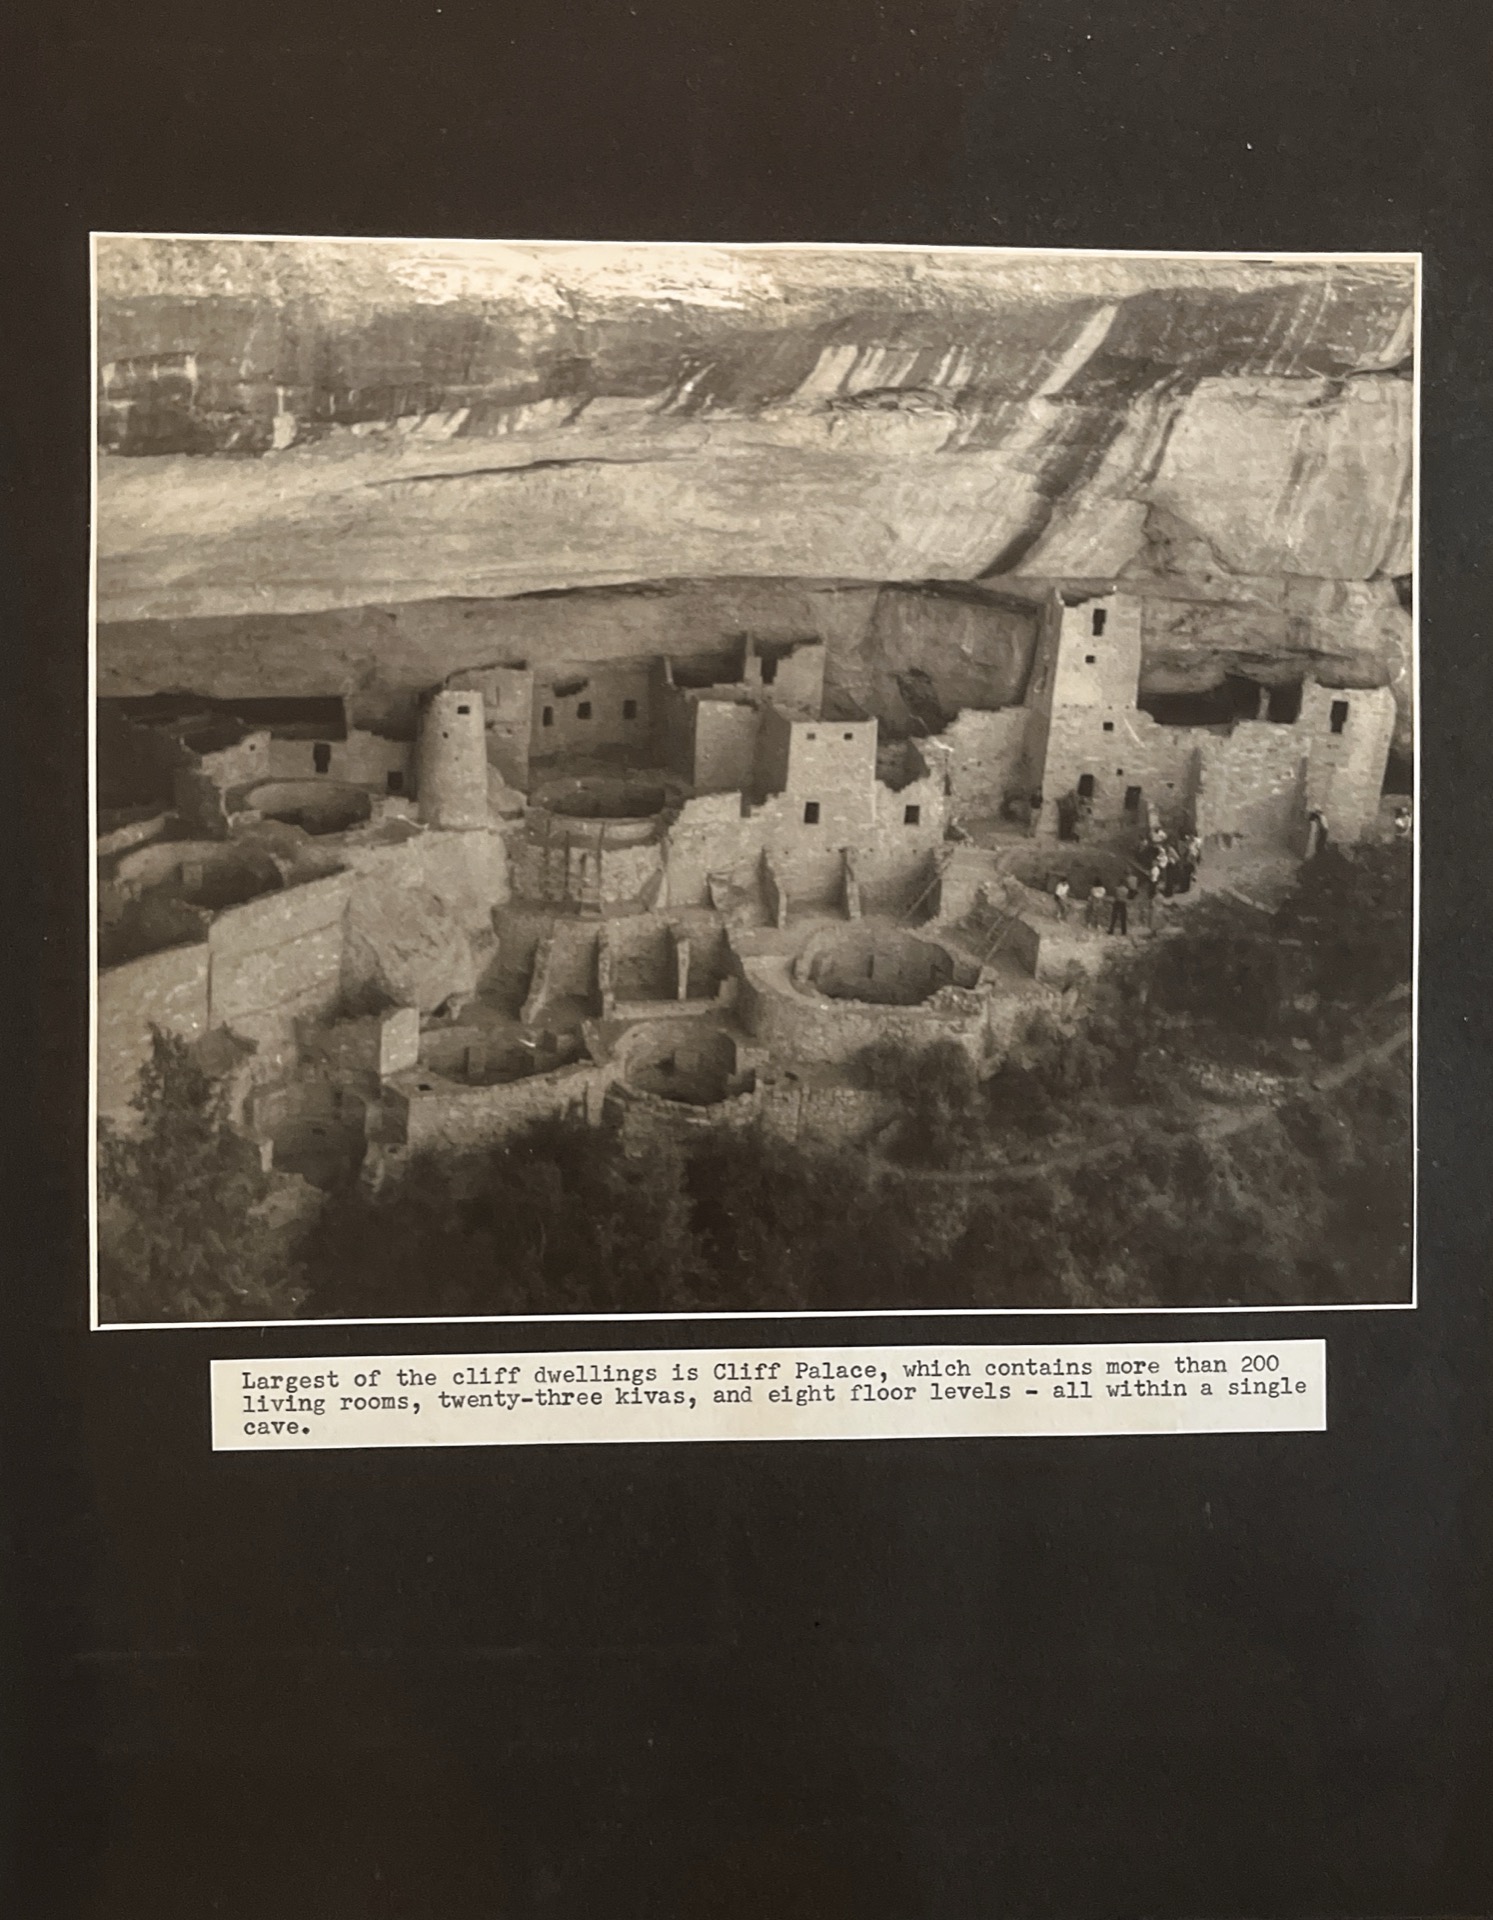 Largest of the cliff dwellings is Cliff Palace, which contains more than 200
living rooms, twenty-three kivas, and eight floor levels - all within a single
cave.